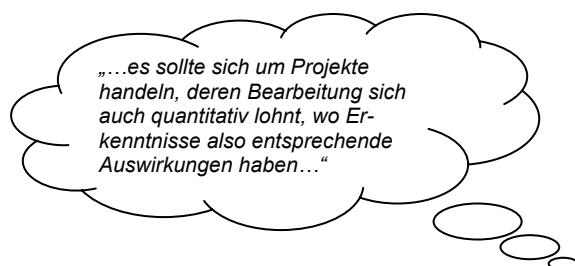 „…es sollte sich um Projekte
handeln, deren Bearbeitung sich
auch quantitativ lohnt, wo Er-
kenntnisse also entsprechende
Auswirkungen haben…“